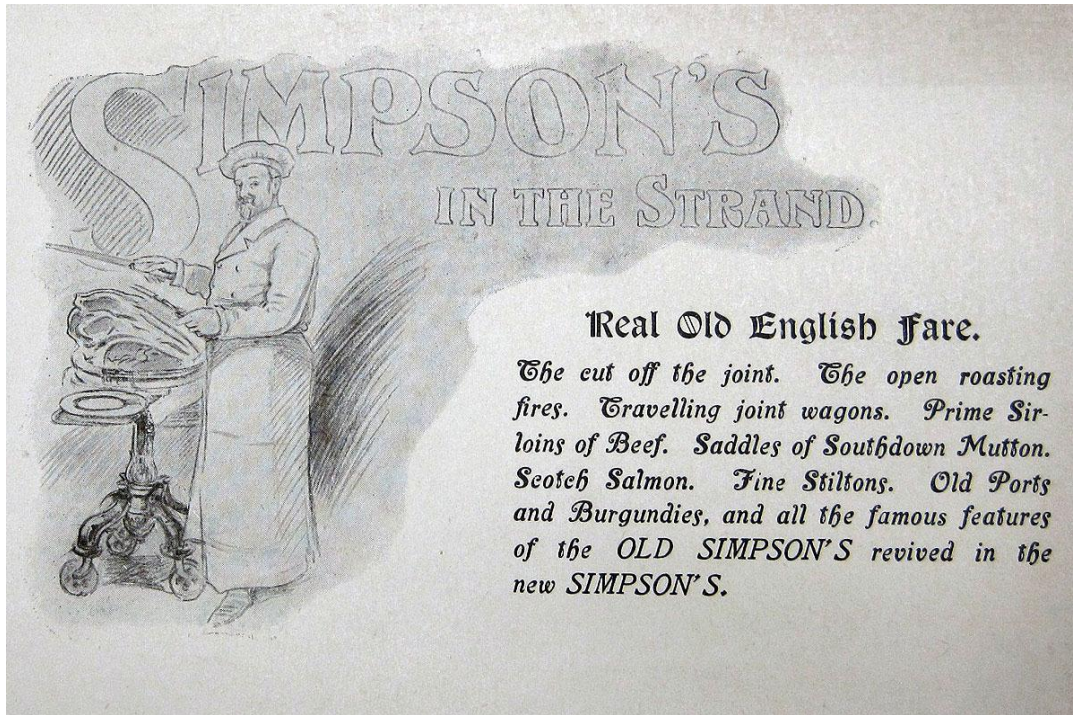 SIMPSON'S
IN THE STRAND.
Real Old English Fare.
The cut off the joint. The open roasting
fires. Travelling joint wagons. Prime Sir-
loins of Beef. Saddles of Southdown Mutton.
Scotch Salmon. Fine Stiltons. Old Ports
and Burgundies, and all the famous features
of the OLD SIMPSON'S revived in the
new SIMPSON'S.